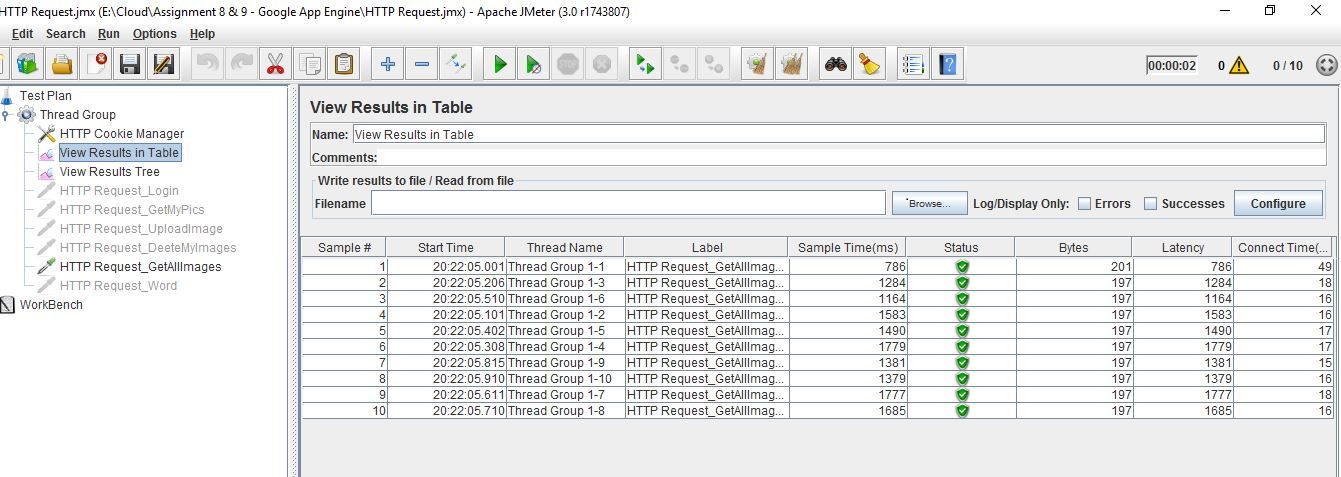 HTTP Request.jmx (E:\Cloud\Assignment 8 & 9 - Google App Engine\HTTP Request.jmx) - Apache JMeter (3.0 r1743807)
Edit Search Run Options Help
STOP
00:00:02 0 0 / 10
Test Plan
Thread Group
HTTP Cookie Manager
View Results in Table
View Results Tree
HTTP Request_Login
HTTP Request_GetMyPics
HTTP Request_UploadImage
HTTP Request_DeeteMyImages
HTTP Request_GetAllImages
HTTP Request_Word
WorkBench
View Results in Table
Name: View Results in Table
Comments:
Write results to file / Read from file
Filename Browse... Log/Display Only: Errors Successes Configure
Sample # Start Time Thread Name Label Sample Time(ms) Status Bytes Latency Connect Time(...
1 20:22:05.001 Thread Group 1-1 HTTP Request_GetAllImag... 786 201 786 49
2 20:22:05.206 Thread Group 1-3 HTTP Request_GetAllImag... 1284 197 1284 18
3 20:22:05.510 Thread Group 1-6 HTTP Request_GetAllImag... 1164 197 1164 16
4 20:22:05.101 Thread Group 1-2 HTTP Request_GetAllImag... 1583 197 1583 16
5 20:22:05.402 Thread Group 1-5 HTTP Request_GetAllImag... 1490 197 1490 17
6 20:22:05.308 Thread Group 1-4 HTTP Request_GetAllImag... 1779 197 1779 17
7 20:22:05.815 Thread Group 1-9 HTTP Request_GetAllImag... 1381 197 1381 15
8 20:22:05.910 Thread Group 1-10 HTTP Request_GetAllImag... 1379 197 1379 16
9 20:22:05.611 Thread Group 1-7 HTTP Request_GetAllImag... 1777 197 1777 18
10 20:22:05.710 Thread Group 1-8 HTTP Request_GetAllImag... 1685 197 1685 16